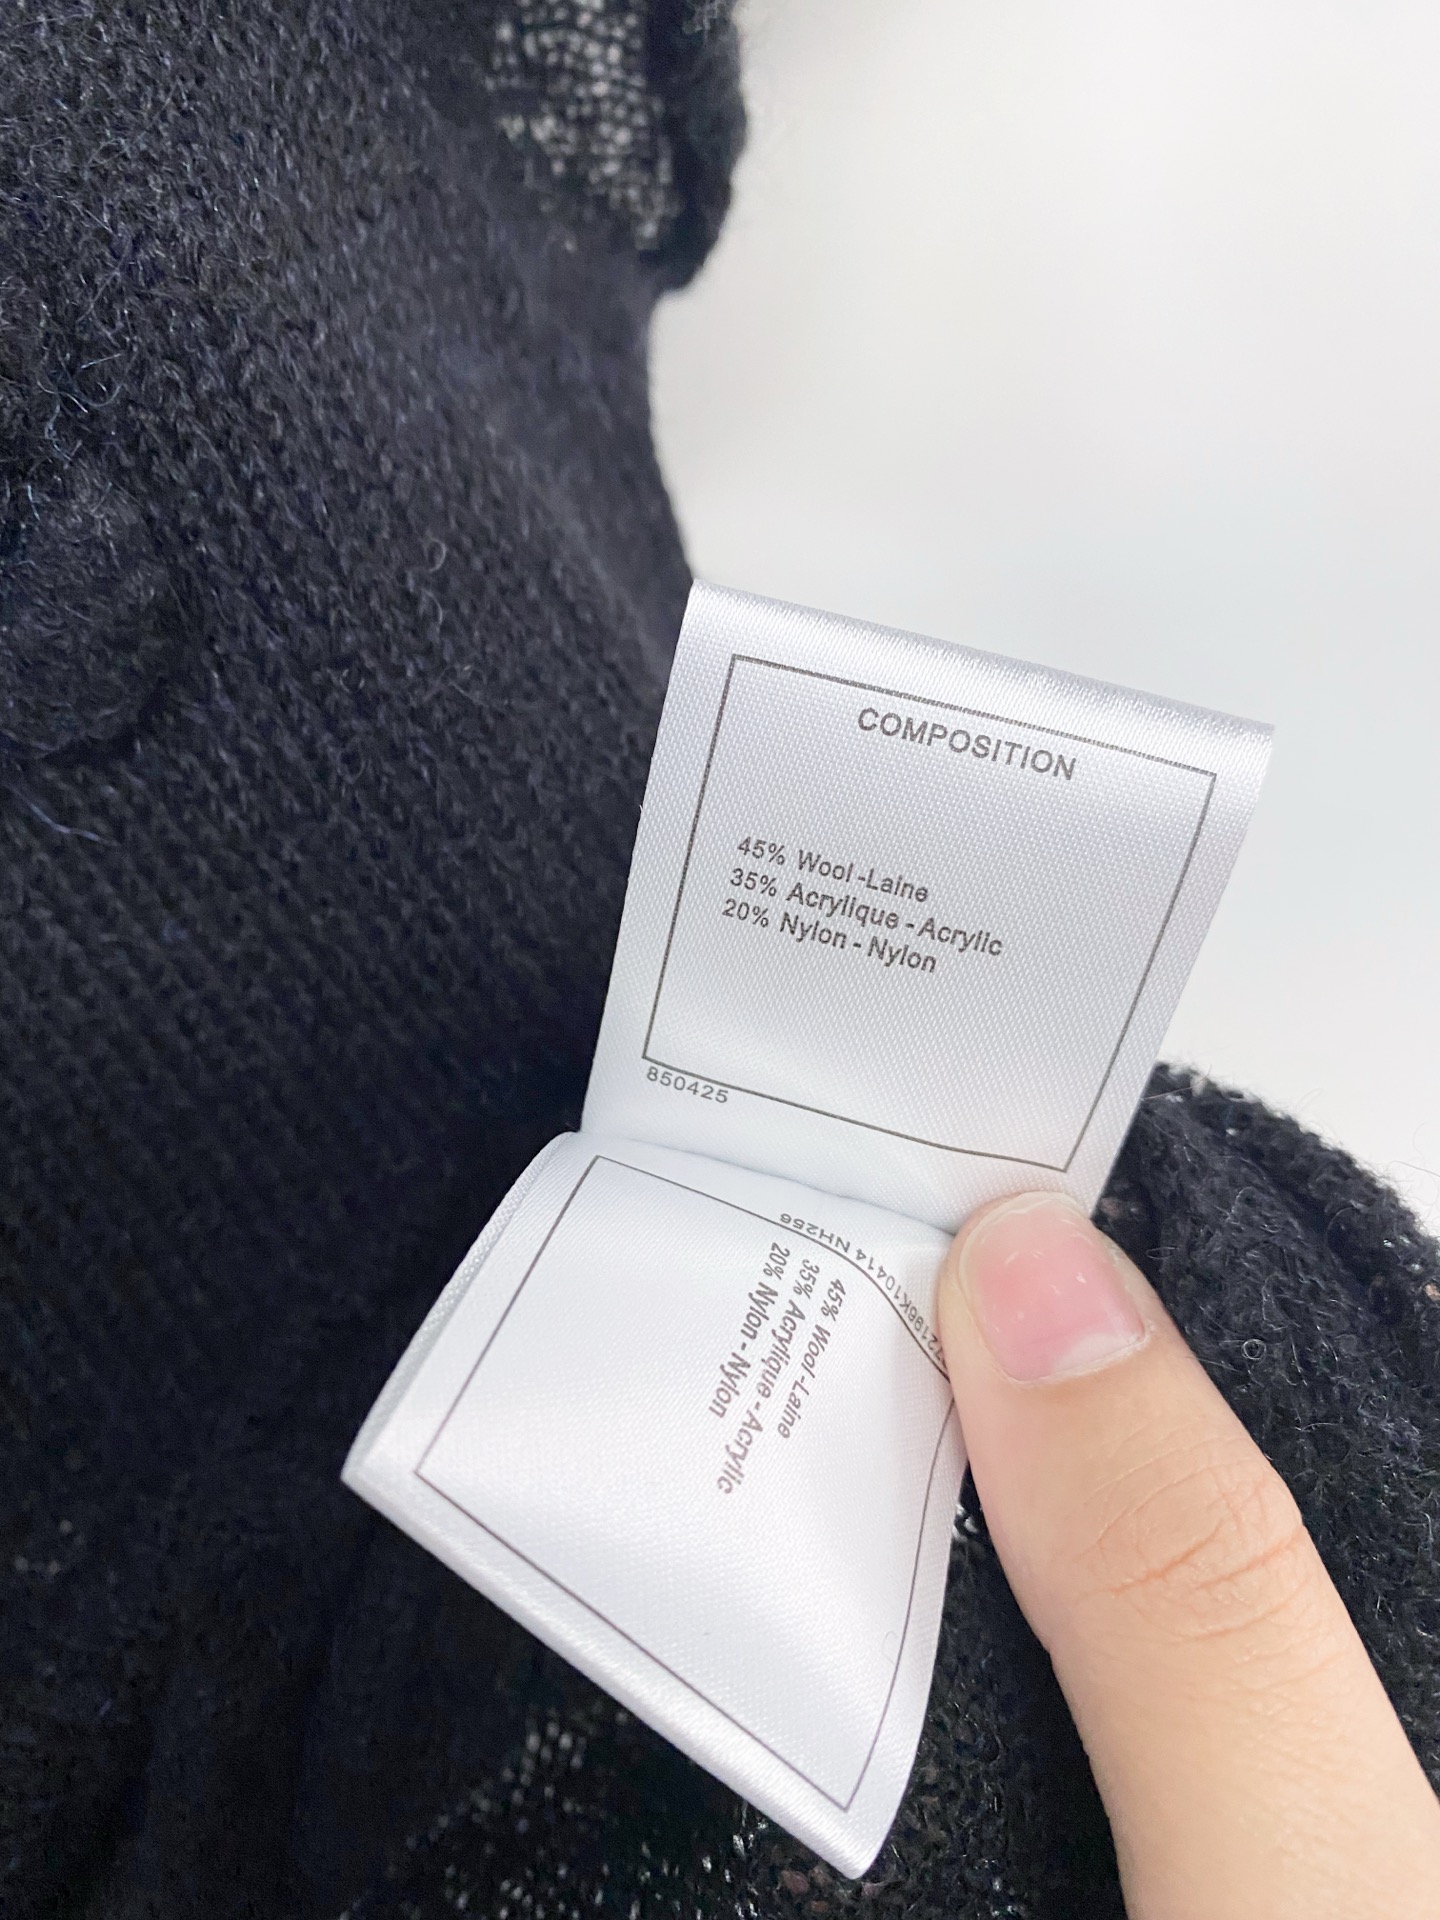 COMPOSITION
45% Wool-Laine
35% Acrylique-Acrylic
20% Nylon-Nylon
850425
NH256
45% Wool-Laine
35% Acrylique-Acrylic
20% Nylon-Nylon